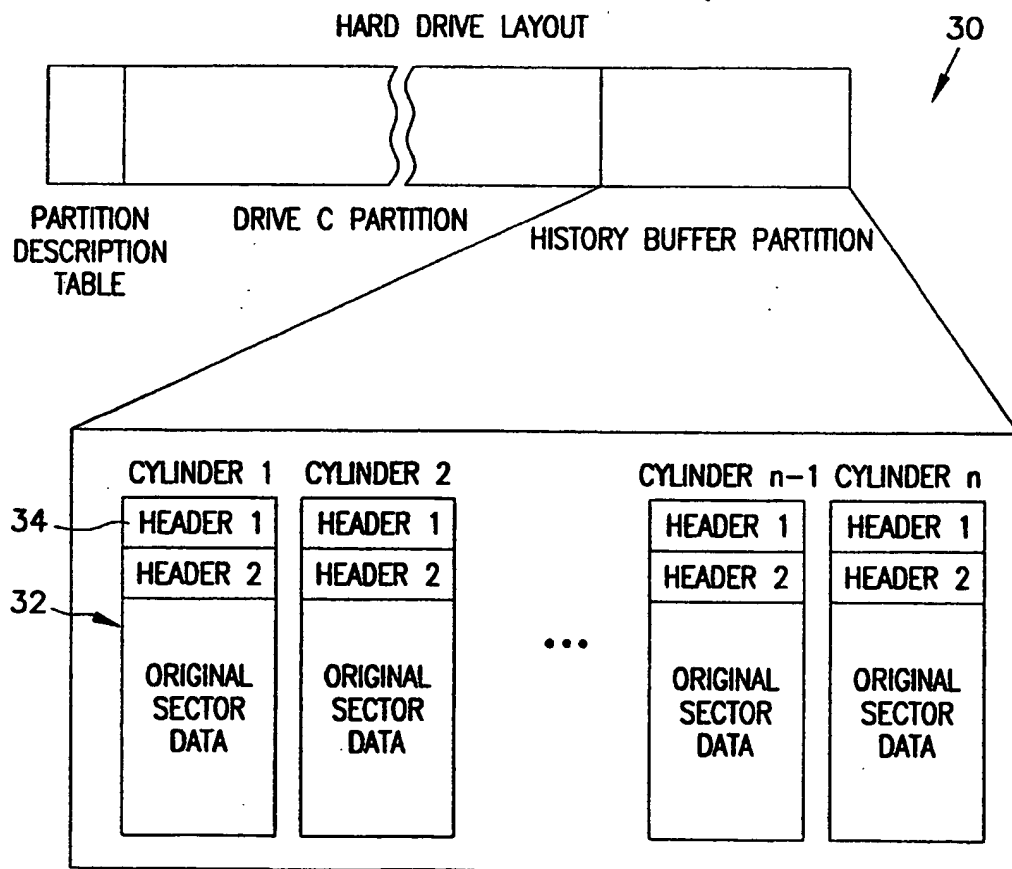 HARD DRIVE LAYOUT
30
PARTITION
DESCRIPTION
TABLE
DRIVE C PARTITION
HISTORY BUFFER PARTITION
CYLINDER 1
CYLINDER 2
CYLINDER n-1
CYLINDER n
34
HEADER 1
HEADER 1
HEADER 1
HEADER 1
HEADER 2
HEADER 2
HEADER 2
HEADER 2
32
ORIGINAL
SECTOR
DATA
ORIGINAL
SECTOR
DATA
...
ORIGINAL
SECTOR
DATA
ORIGINAL
SECTOR
DATA